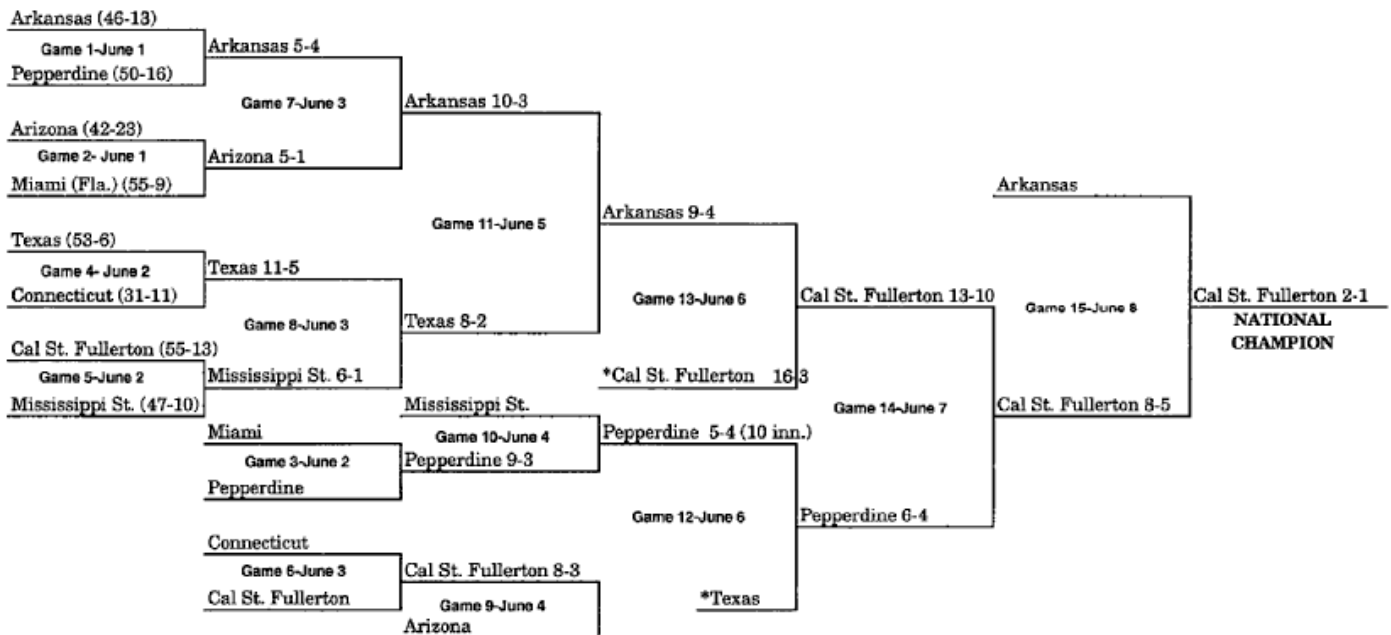 Arkansas (46-13)
Game 1-June 1
Pepperdine (50-16)
Arkansas 5-4
Game 7-June 3
Arizona (42-23)
Game 2- June 1
Miami (Fla.) (55-9)
Arizona 5-1
Arkansas 10-3
Game 11-June 5
Texas (53-6)
Game 4- June 2
Connecticut (31-11)
Texas 11-5
Game 8-June 3
Cal St. Fullerton (55-13)
Game 5-June 2
Mississippi St. (47-10)
Mississippi St. 6-1
Texas 8-2
Arkansas 9-4
Game 13-June 6
*Cal St. Fullerton 16-3
Cal St. Fullerton 13-10
Mississippi St.
Game 10-June 4
Miami
Game 3-June 2
Pepperdine
Pepperdine 9-3
Pepperdine 5-4 (10 inn.)
Game 12-June 6
Connecticut
Game 6-June 3
Cal St. Fullerton
Cal St. Fullerton 8-3
Game 9-June 4
Arizona
*Texas
Pepperdine 6-4
Game 14-June 7
Arkansas
Game 15-June 8
Cal St. Fullerton 8-5
Cal St. Fullerton 2-1
NATIONAL
CHAMPION